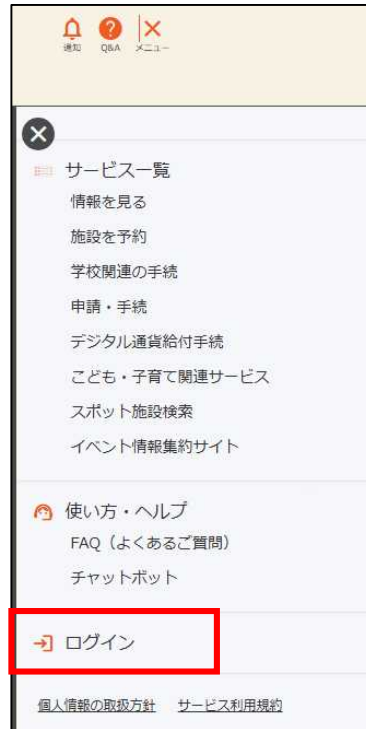 通知 Q&A メニュー
サービス一覧
情報を見る
施設を予約
学校関連の手続
申請・手続
デジタル通貨給付手続
こども・子育て関連サービス
スポット施設検索
イベント情報集約サイト
使い方・ヘルプ
FAQ（よくあるご質問）
チャットボット
ログイン
個人情報の取扱方針 サービス利用規約